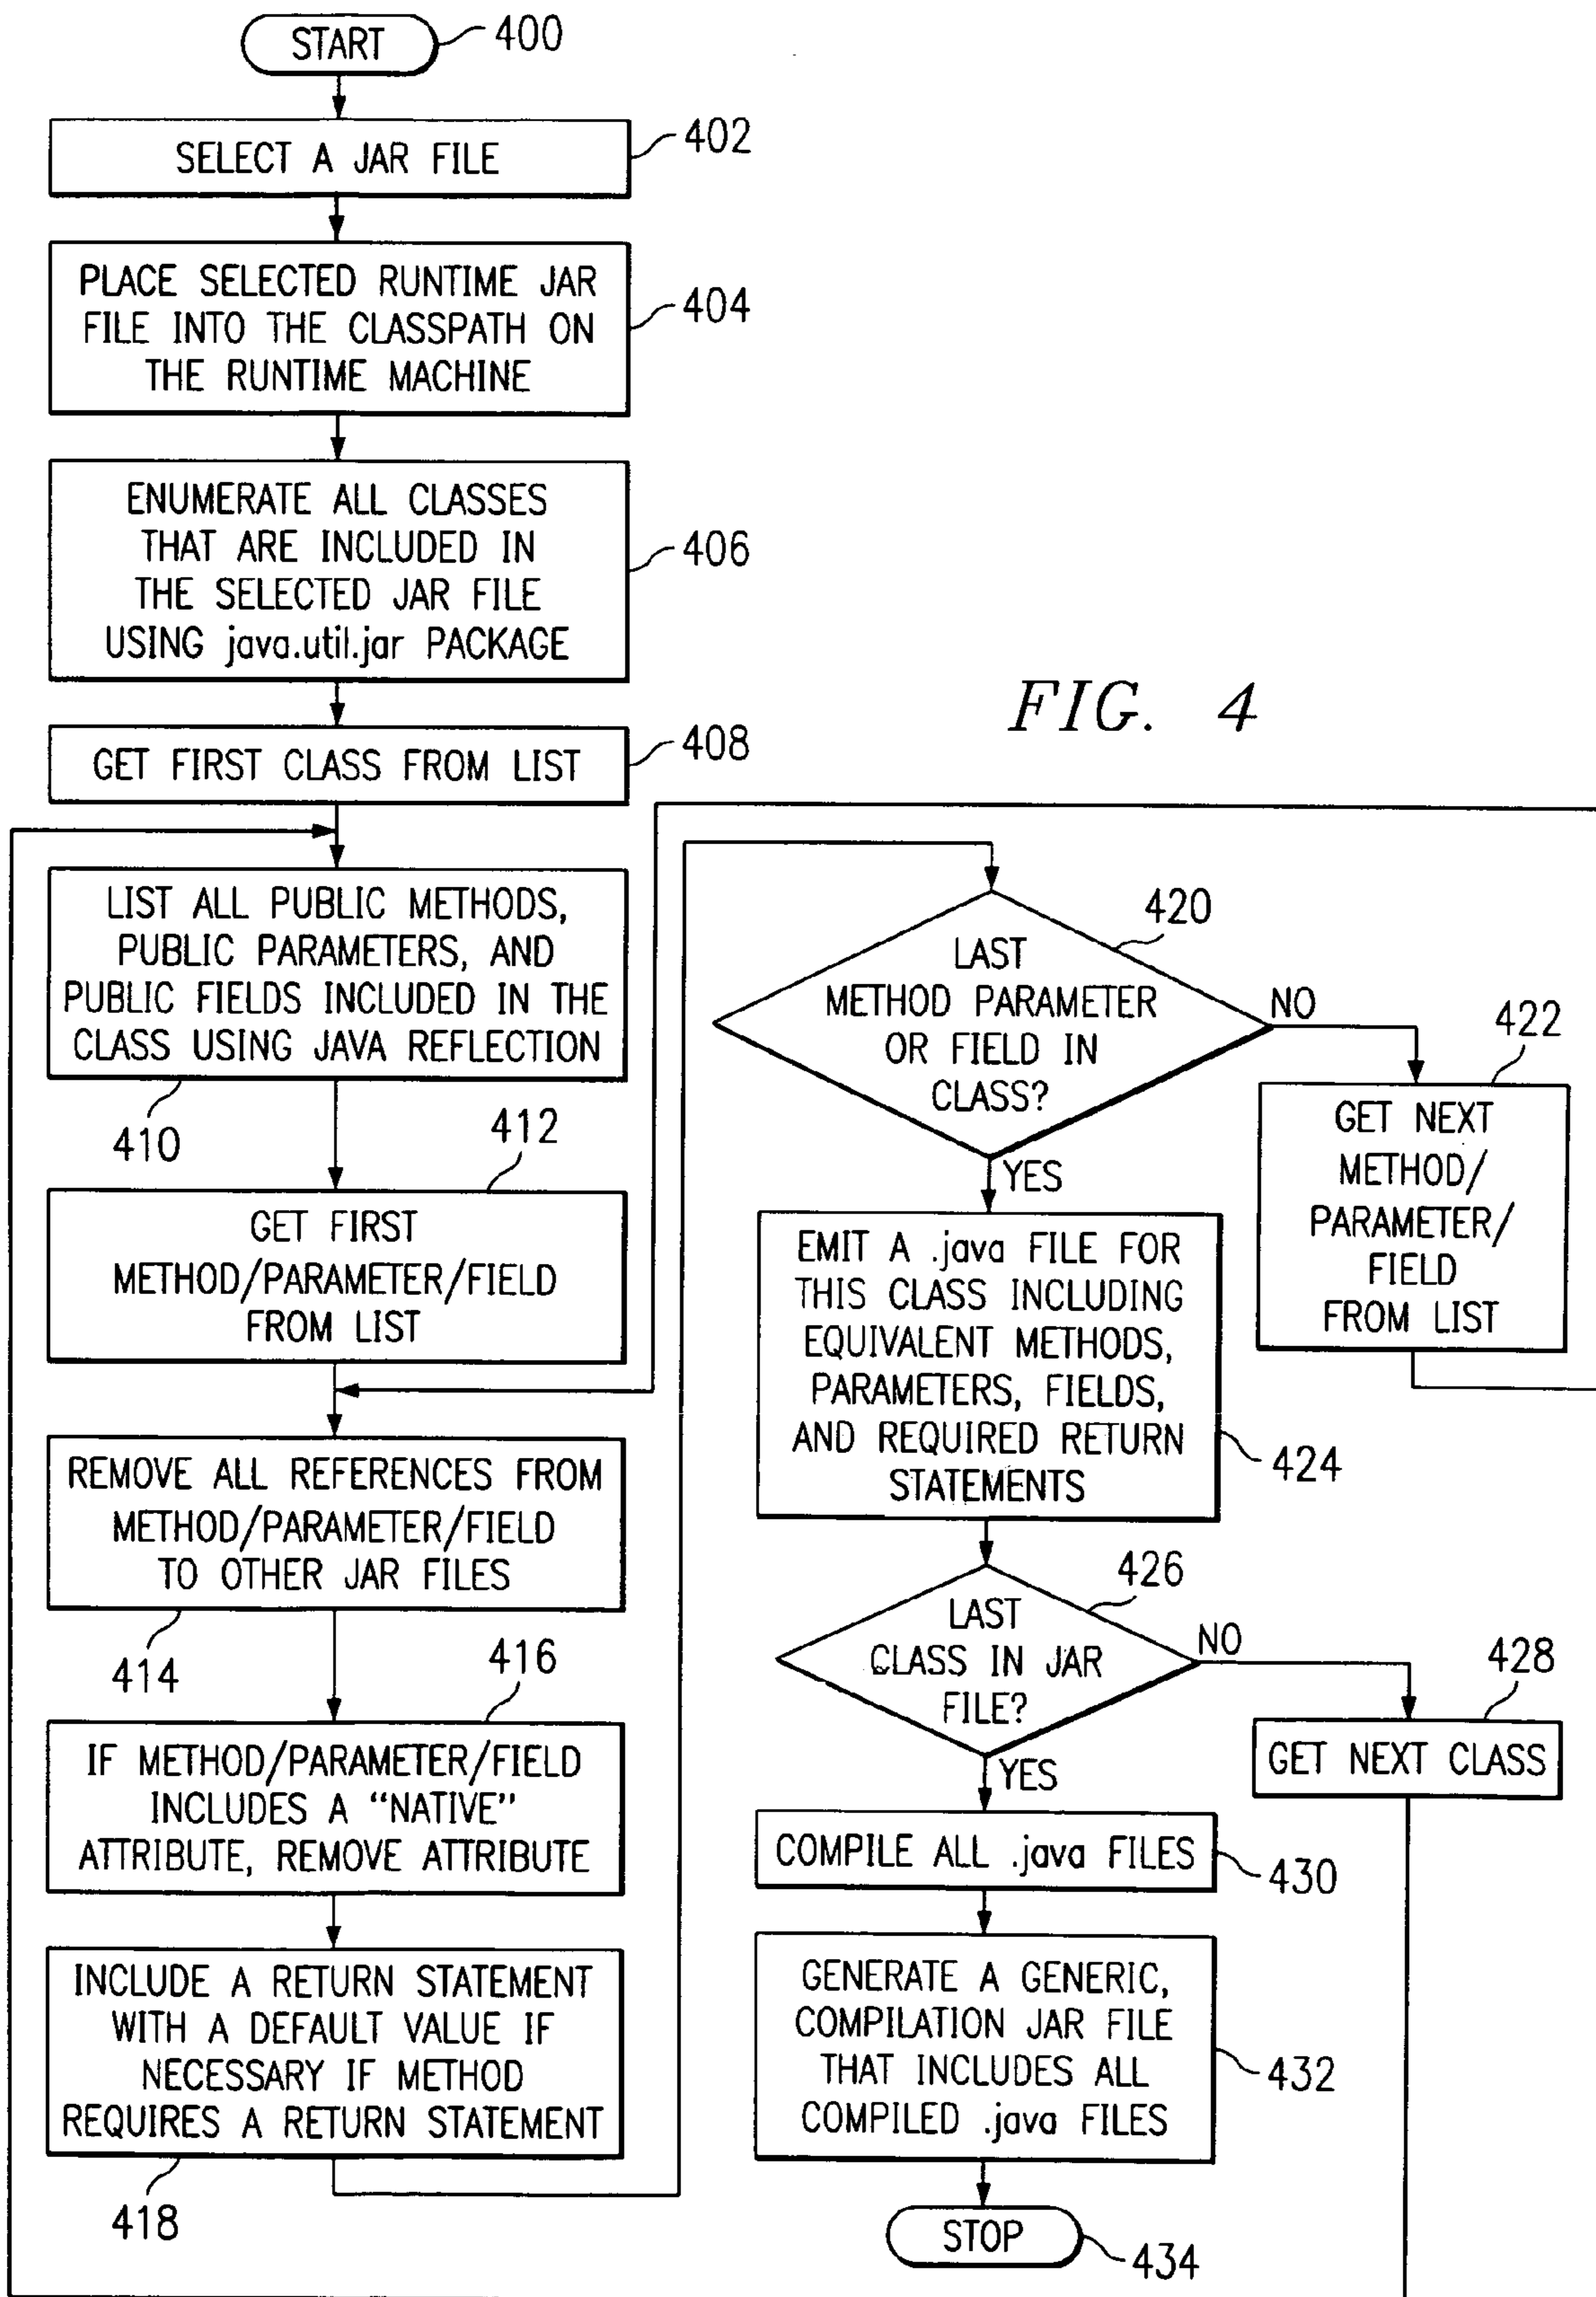 START
400
SELECT A JAR FILE
402
PLACE SELECTED RUNTIME JAR
FILE INTO THE CLASSPATH ON
THE RUNTIME MACHINE
404
ENUMERATE ALL CLASSES
THAT ARE INCLUDED IN
THE SELECTED JAR FILE
USING java.util.jar PACKAGE
406
FIG. 4
GET FIRST CLASS FROM LIST
408
LIST ALL PUBLIC METHODS,
PUBLIC PARAMETERS, AND
PUBLIC FIELDS INCLUDED IN THE
CLASS USING JAVA REFLECTION
410
412
GET FIRST
METHOD/PARAMETER/FIELD
FROM LIST
REMOVE ALL REFERENCES FROM
METHOD/PARAMETER/FIELD
TO OTHER JAR FILES
414
416
IF METHOD/PARAMETER/FIELD
INCLUDES A “NATIVE”
ATTRIBUTE, REMOVE ATTRIBUTE
INCLUDE A RETURN STATEMENT
WITH A DEFAULT VALUE IF
NECESSARY IF METHOD
REQUIRES A RETURN STATEMENT
418
420
LAST
METHOD PARAMETER
OR FIELD IN
CLASS?
NO
YES
422
GET NEXT
METHOD/
PARAMETER/
FIELD
FROM LIST
EMIT A .java FILE FOR
THIS CLASS INCLUDING
EQUIVALENT METHODS,
PARAMETERS, FIELDS,
AND REQUIRED RETURN
STATEMENTS
424
426
LAST
CLASS IN JAR
FILE?
NO
YES
428
GET NEXT CLASS
COMPILE ALL .java FILES
430
GENERATE A GENERIC,
COMPILATION JAR FILE
THAT INCLUDES ALL
COMPILED .java FILES
432
STOP
434